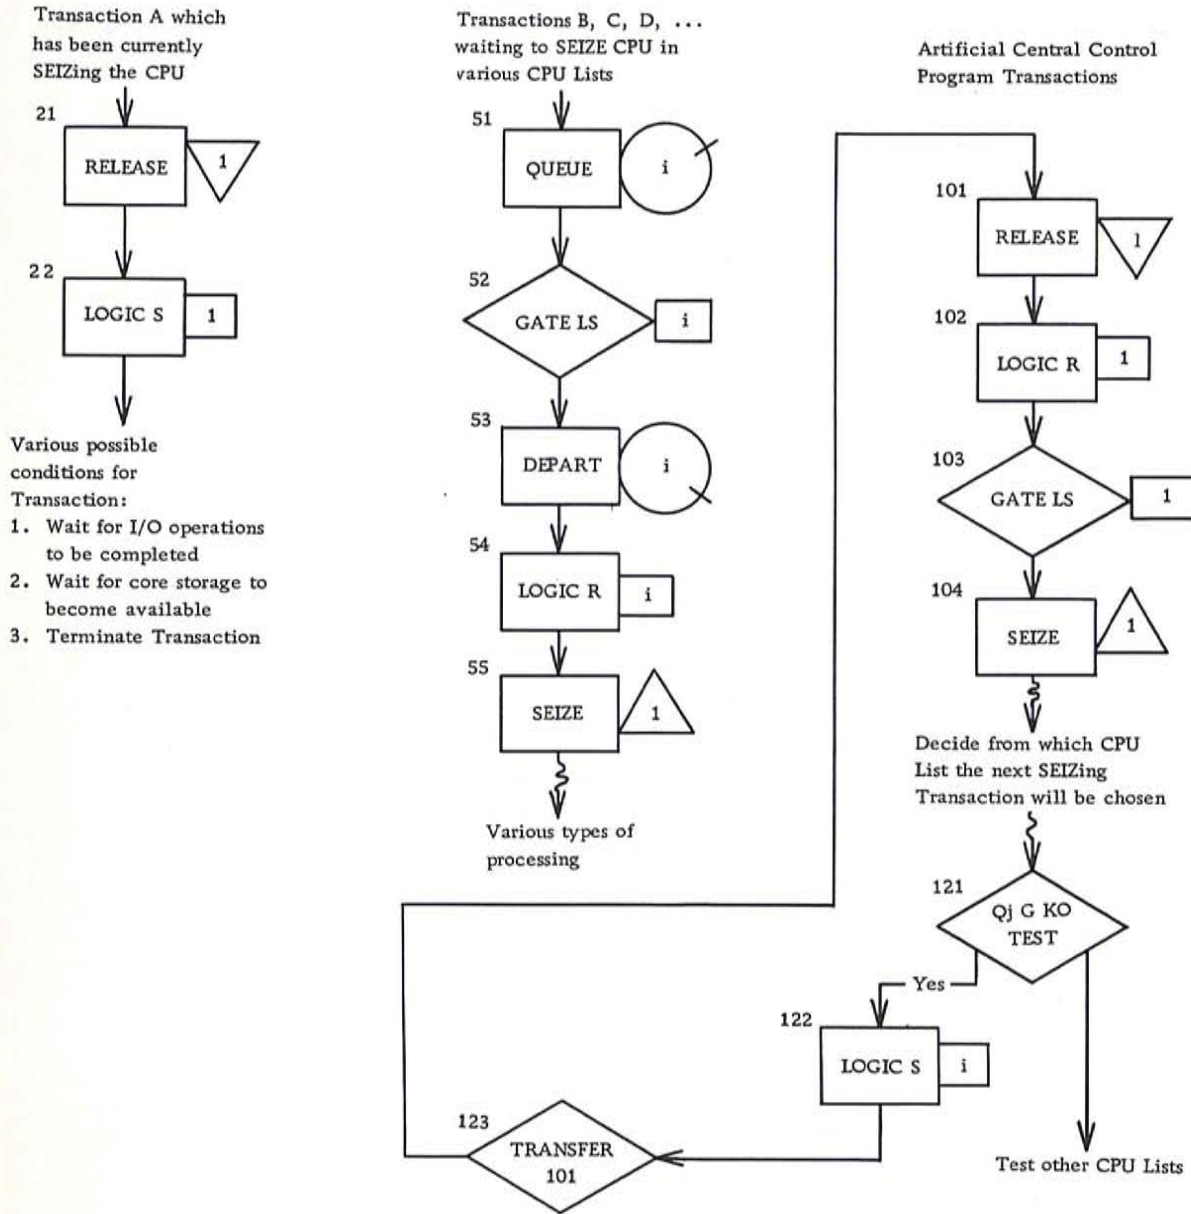 Transaction A which
has been currently
SEIZing the CPU
21
RELEASE
1
22
LOGIC S
1
Various possible
conditions for
Transaction:
1. Wait for I/O operations
to be completed
2. Wait for core storage to
become available
3. Terminate Transaction
Transactions B, C, D, ...
waiting to SEIZE CPU in
various CPU Lists
51
QUEUE
i
52
GATE LS
i
53
DEPART
i
54
LOGIC R
i
55
SEIZE
1
Various types of
processing
Artificial Central Control
Program Transactions
101
RELEASE
1
102
LOGIC R
1
103
GATE LS
1
104
SEIZE
1
Decide from which CPU
List the next SEIZing
Transaction will be chosen
121
Qj G KO
TEST
Yes
122
LOGIC S
i
123
TRANSFER
101
Test other CPU Lists